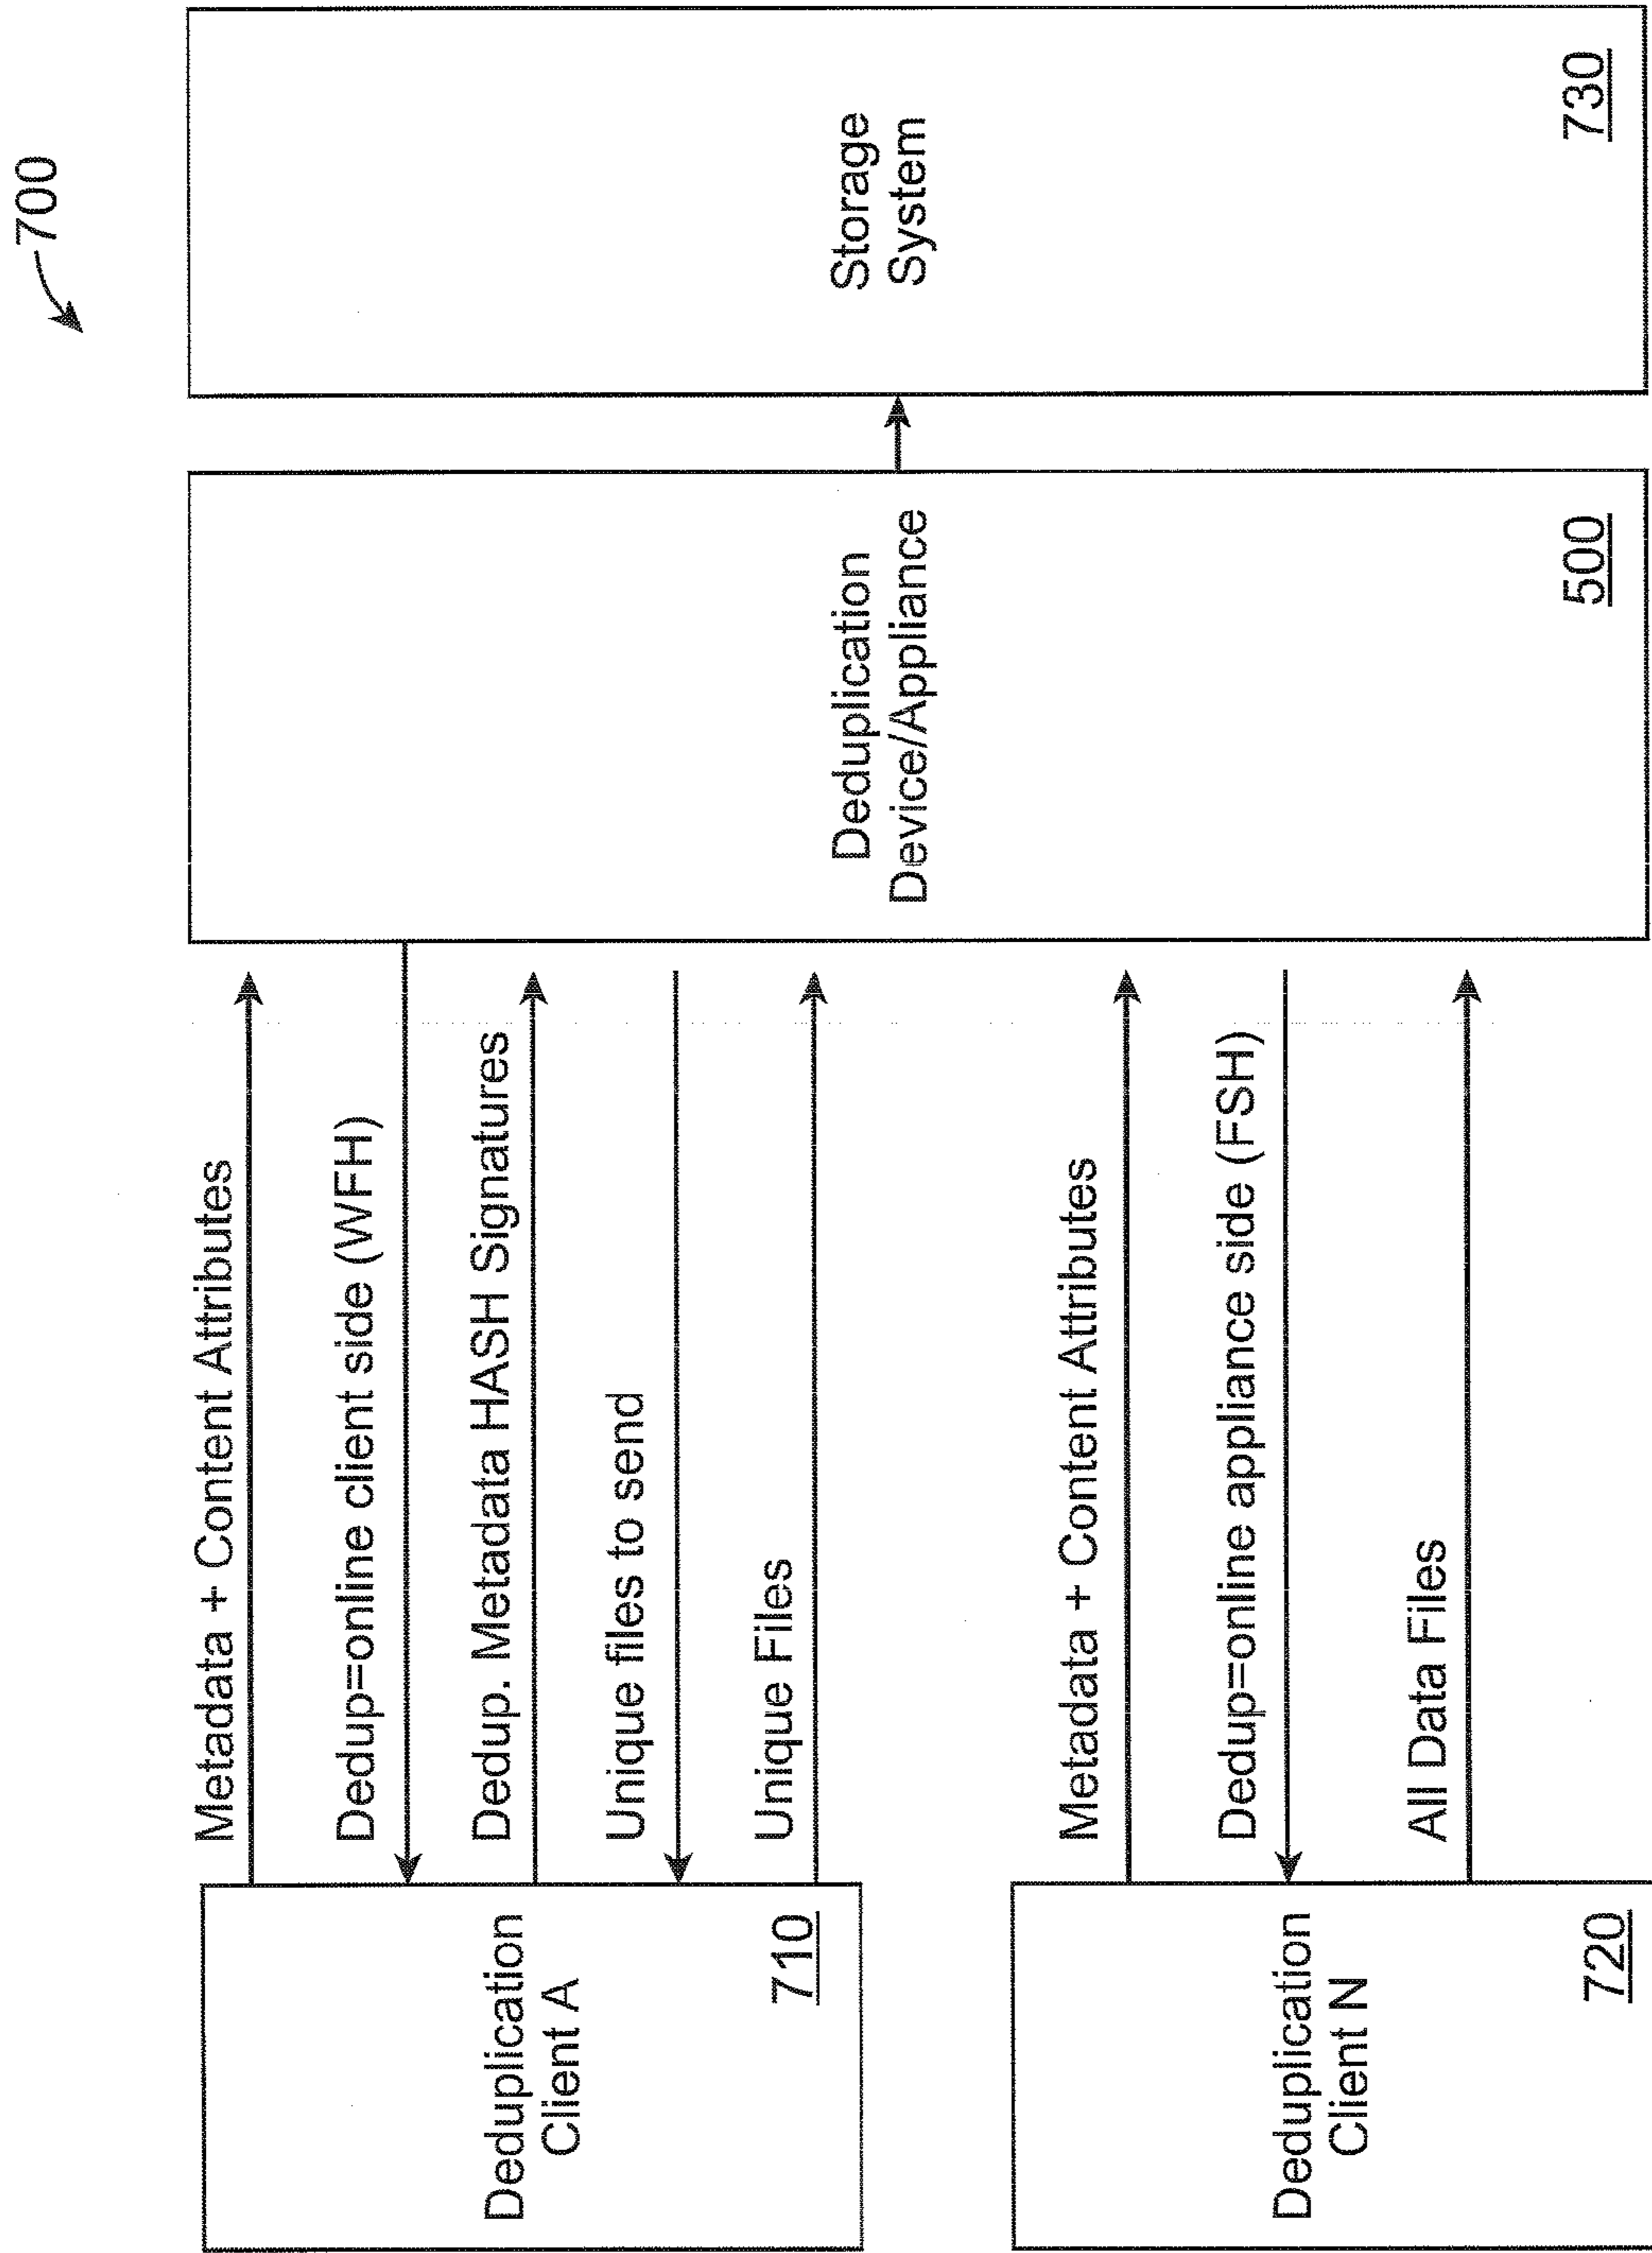 700
Deduplication
Client A
710
Metadata + Content Attributes
Dedup=online client side (WFH)
Dedup. Metadata HASH Signatures
Unique files to send
Unique Files
Deduplication
Client N
720
Metadata + Content Attributes
Dedup=online appliance side (FSH)
All Data Files
Deduplication
Device/Appliance
500
Storage
System
730